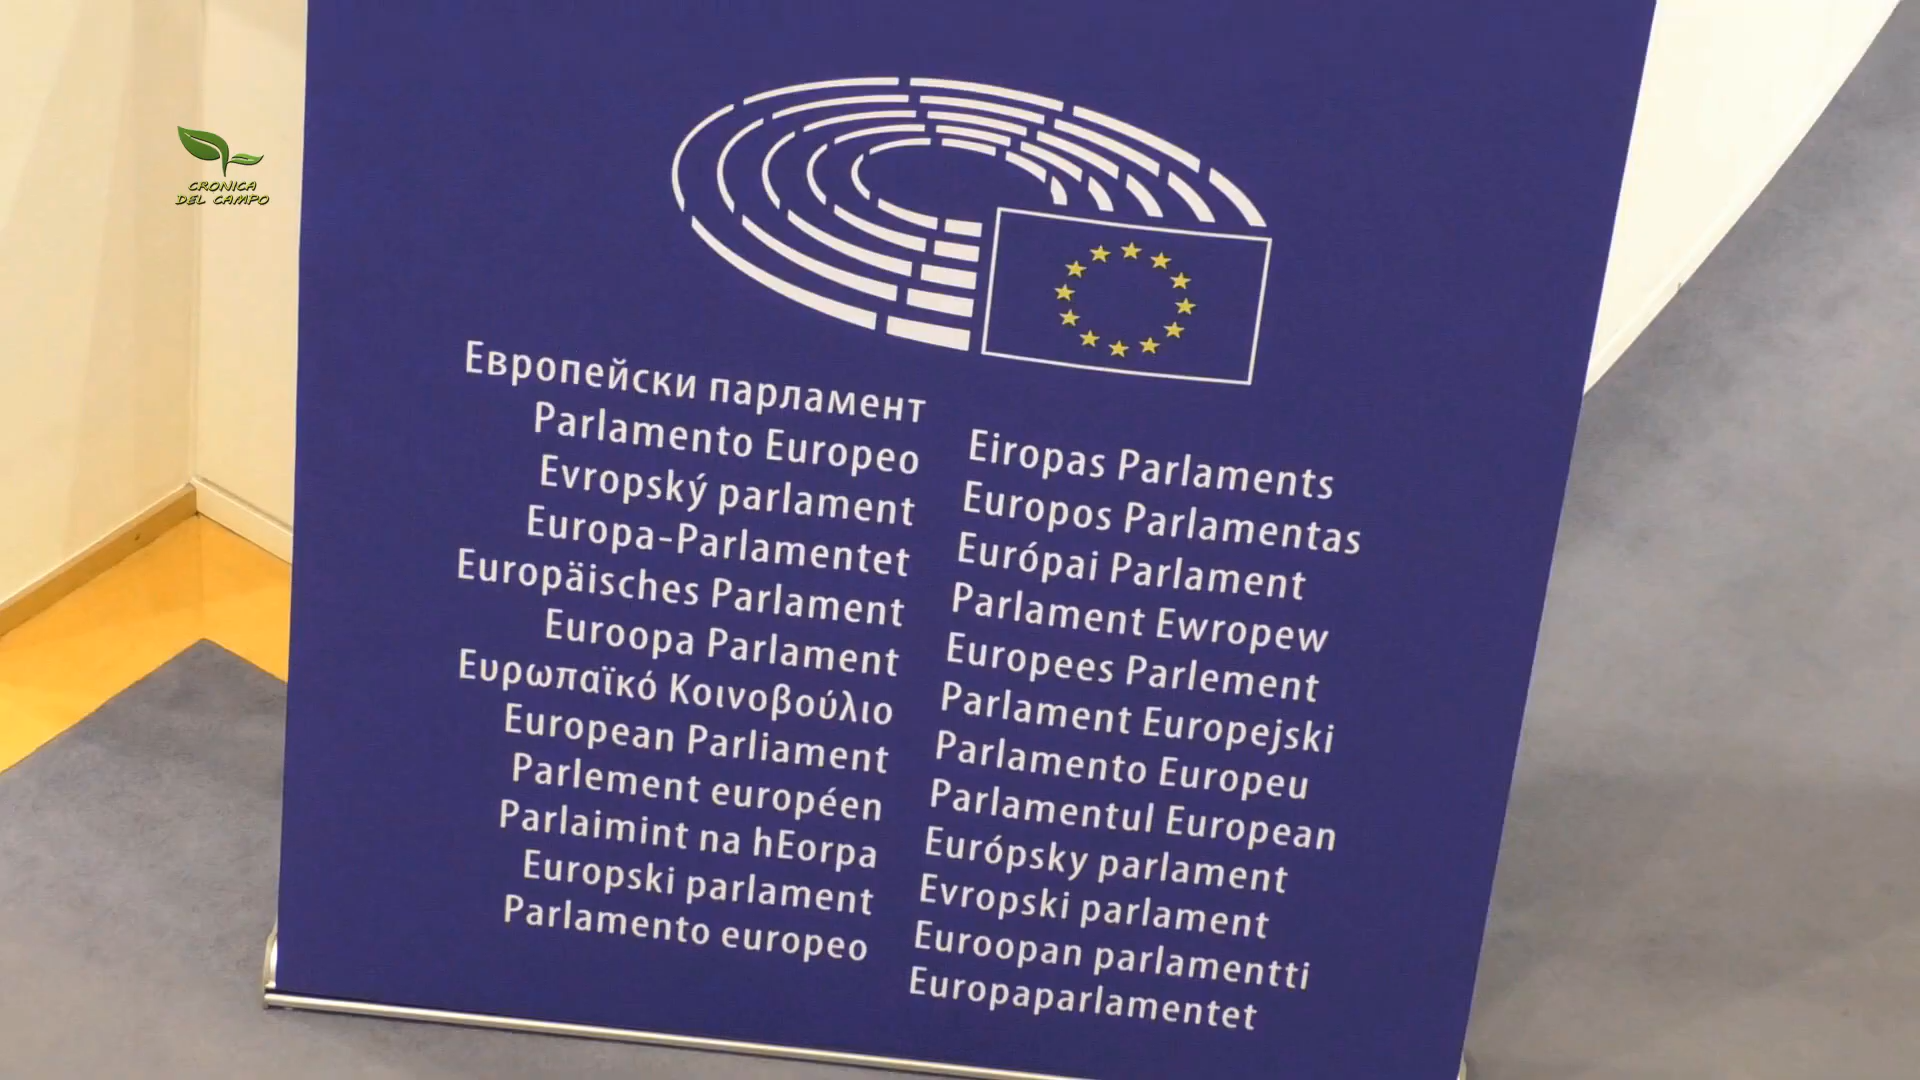 CRONICA
DEL CAMPO
Европейски парламент
Parlamento Europeo
Evropský parlament
Europa-Parlamentet
Europäisches Parlament
Euroopa Parlament
Ευρωπαϊκό Κοινοβούλιο
European Parliament
Parlement européen
Parlaimint na hEorpa
Europski parlament
Parlamento europeo
Eiropas Parlaments
Europos Parlamentas
Európai Parlament
Parlament Ewropew
Europees Parlement
Parlament Europejski
Parlamento Europeu
Parlamentul European
Európsky parlament
Evropski parlament
Euroopan parlamentti
Europaparlamentet